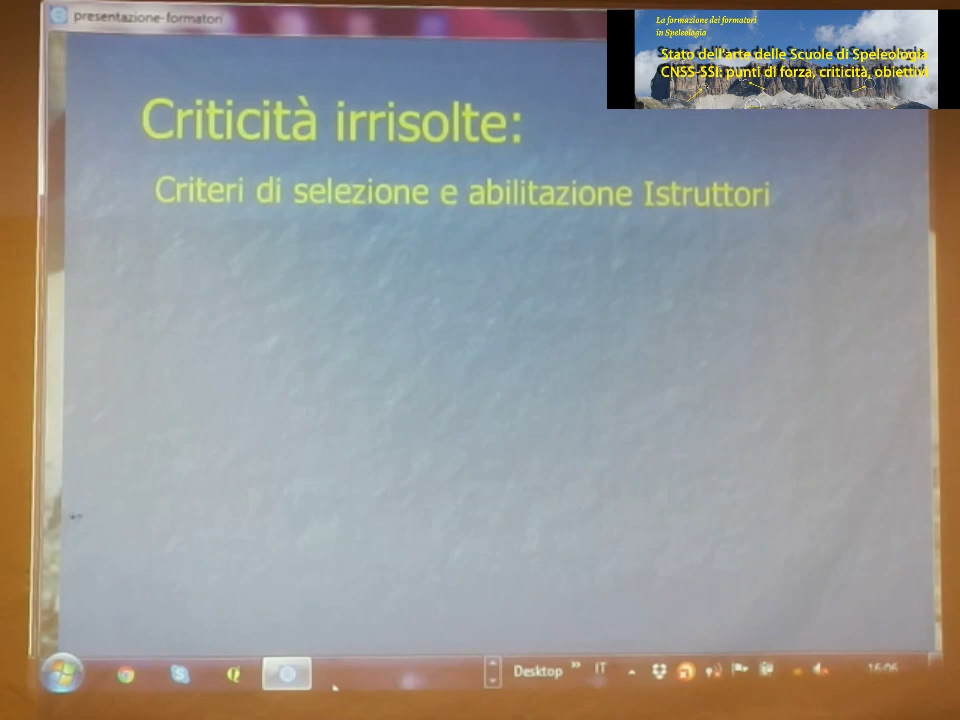 presentazione-formatori
La formazione dei formatori
in Speleologia
Stato dell'arte delle Scuole di Speleologia
CNSS-SSI: punti di forza, criticità, obiettivi
Criticità irrisolte:
Criteri di selezione e abilitazione Istruttori
Desktop
IT
16:06